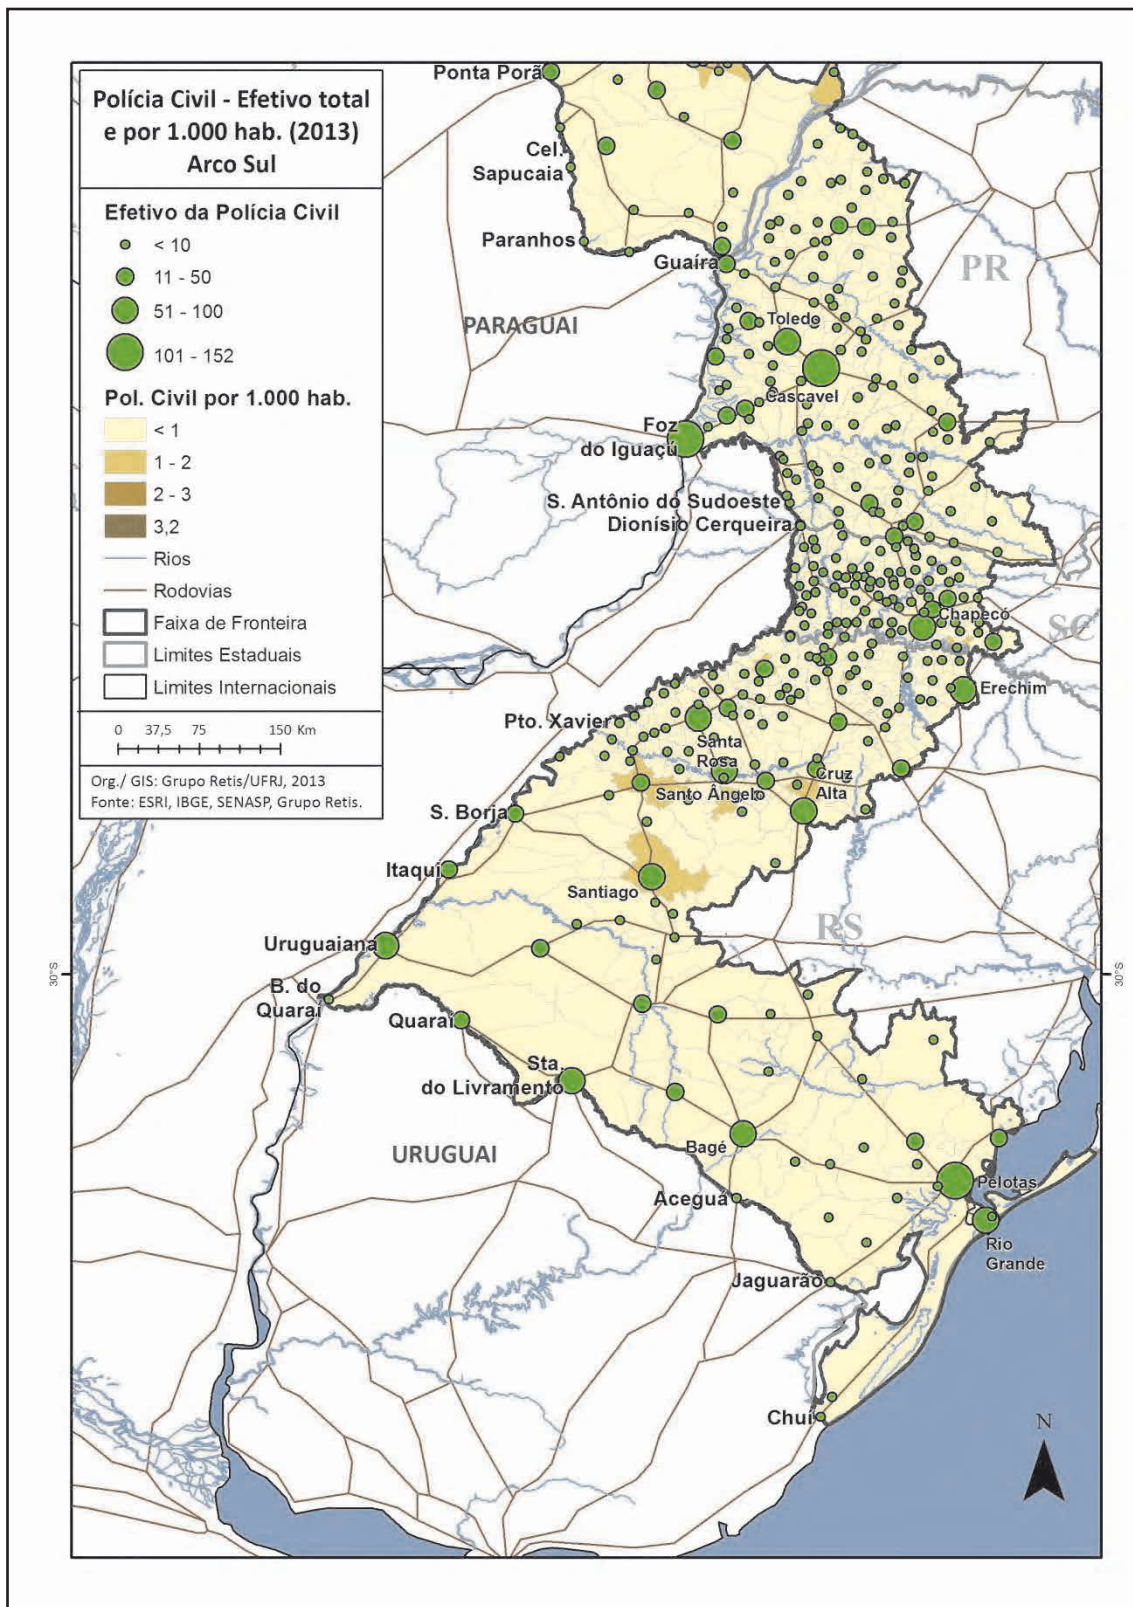 Polícia Civil - Efetivo total
e por 1.000 hab. (2013)
Arco Sul
Efetivo da Polícia Civil
< 10
11 - 50
51 - 100
101 - 152
Pol. Civil por 1.000 hab.
< 1
1 - 2
2 - 3
3,2
Rios
Rodovias
Faixa de Fronteira
Limites Estaduais
Limites Internacionais
0 37,5 75 150 Km
Org./ GIS: Grupo Retis/UFRJ, 2013
Fonte: ESRI, IBGE, SENASP, Grupo Retis.
Ponta Porã
Cel.
Sapucaia
Paranhos
Guaíra
PR
PARAGUAI
Toledo
Cascavel
Foz
do Iguaçú
S. Antônio do Sudoeste
Dionísio Cerqueira
Chapecó
SC
Erechim
Pto. Xavier
Santa
Rosa
Santo Ângelo
Cruz
Alta
S. Borja
Itaquí
Santiago
RS
Uruguaiana
30°S
30°S
B. do
Quaraí
Quaraí
Sta.
do Livramento
URUGUAI
Bagé
Aceguá
Pelotas
Rio
Grande
Jaguarão
Chuí
N